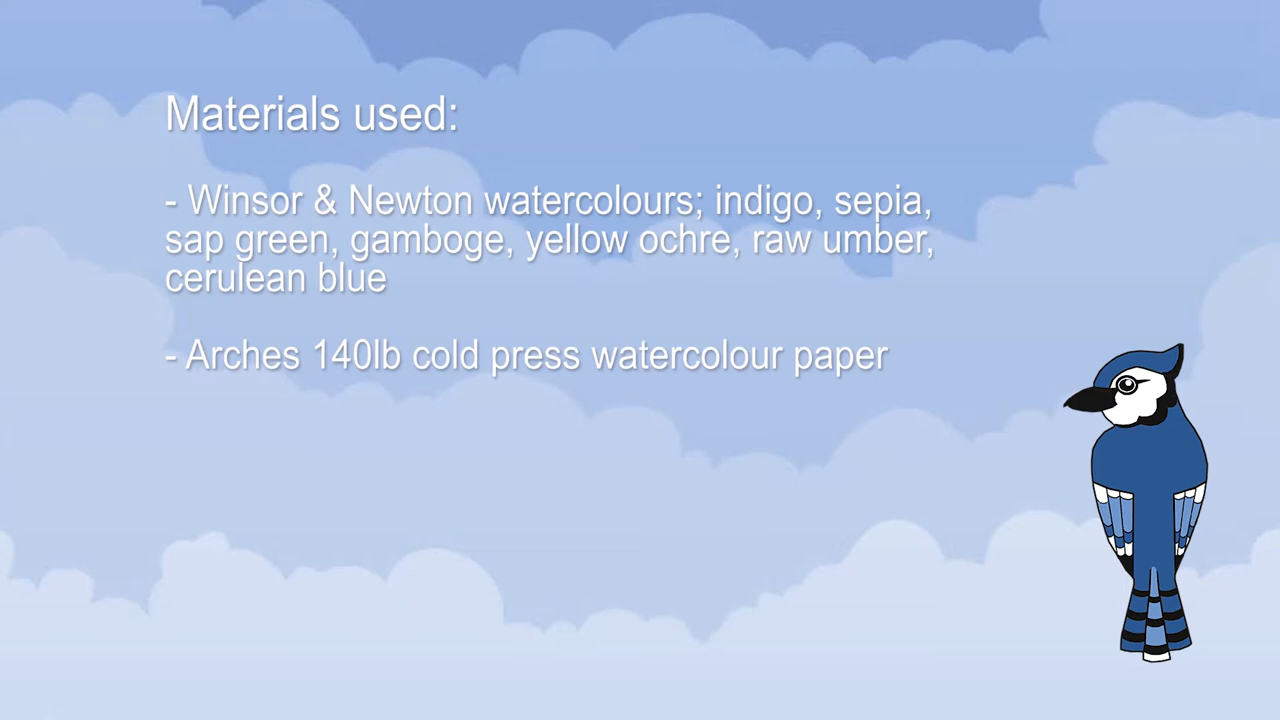 Materials used:
- Winsor & Newton watercolours; indigo, sepia,
sap green, gamboge, yellow ochre, raw umber,
cerulean blue
- Arches 140lb cold press watercolour paper